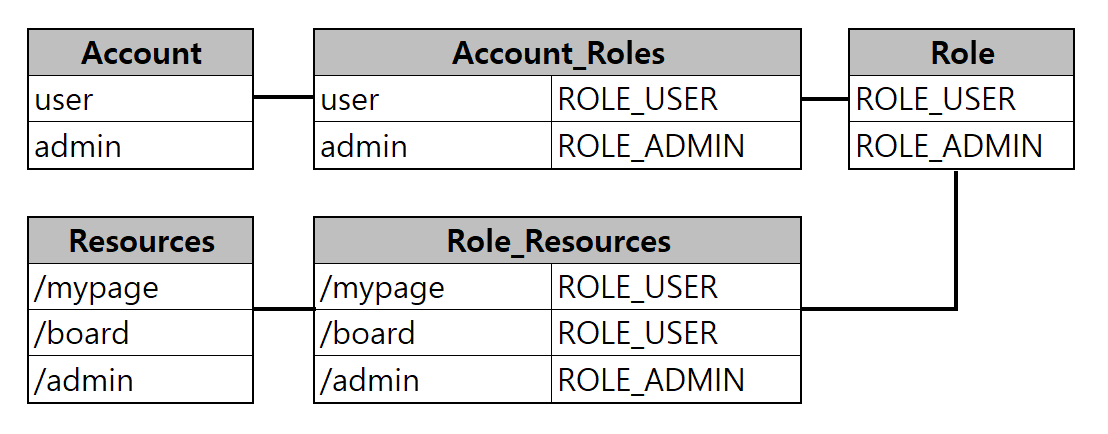 Account
user
admin
Account_Roles
user ROLE_USER
admin ROLE_ADMIN
Role
ROLE_USER
ROLE_ADMIN
Resources
/mypage
/board
/admin
Role_Resources
/mypage ROLE_USER
/board ROLE_USER
/admin ROLE_ADMIN